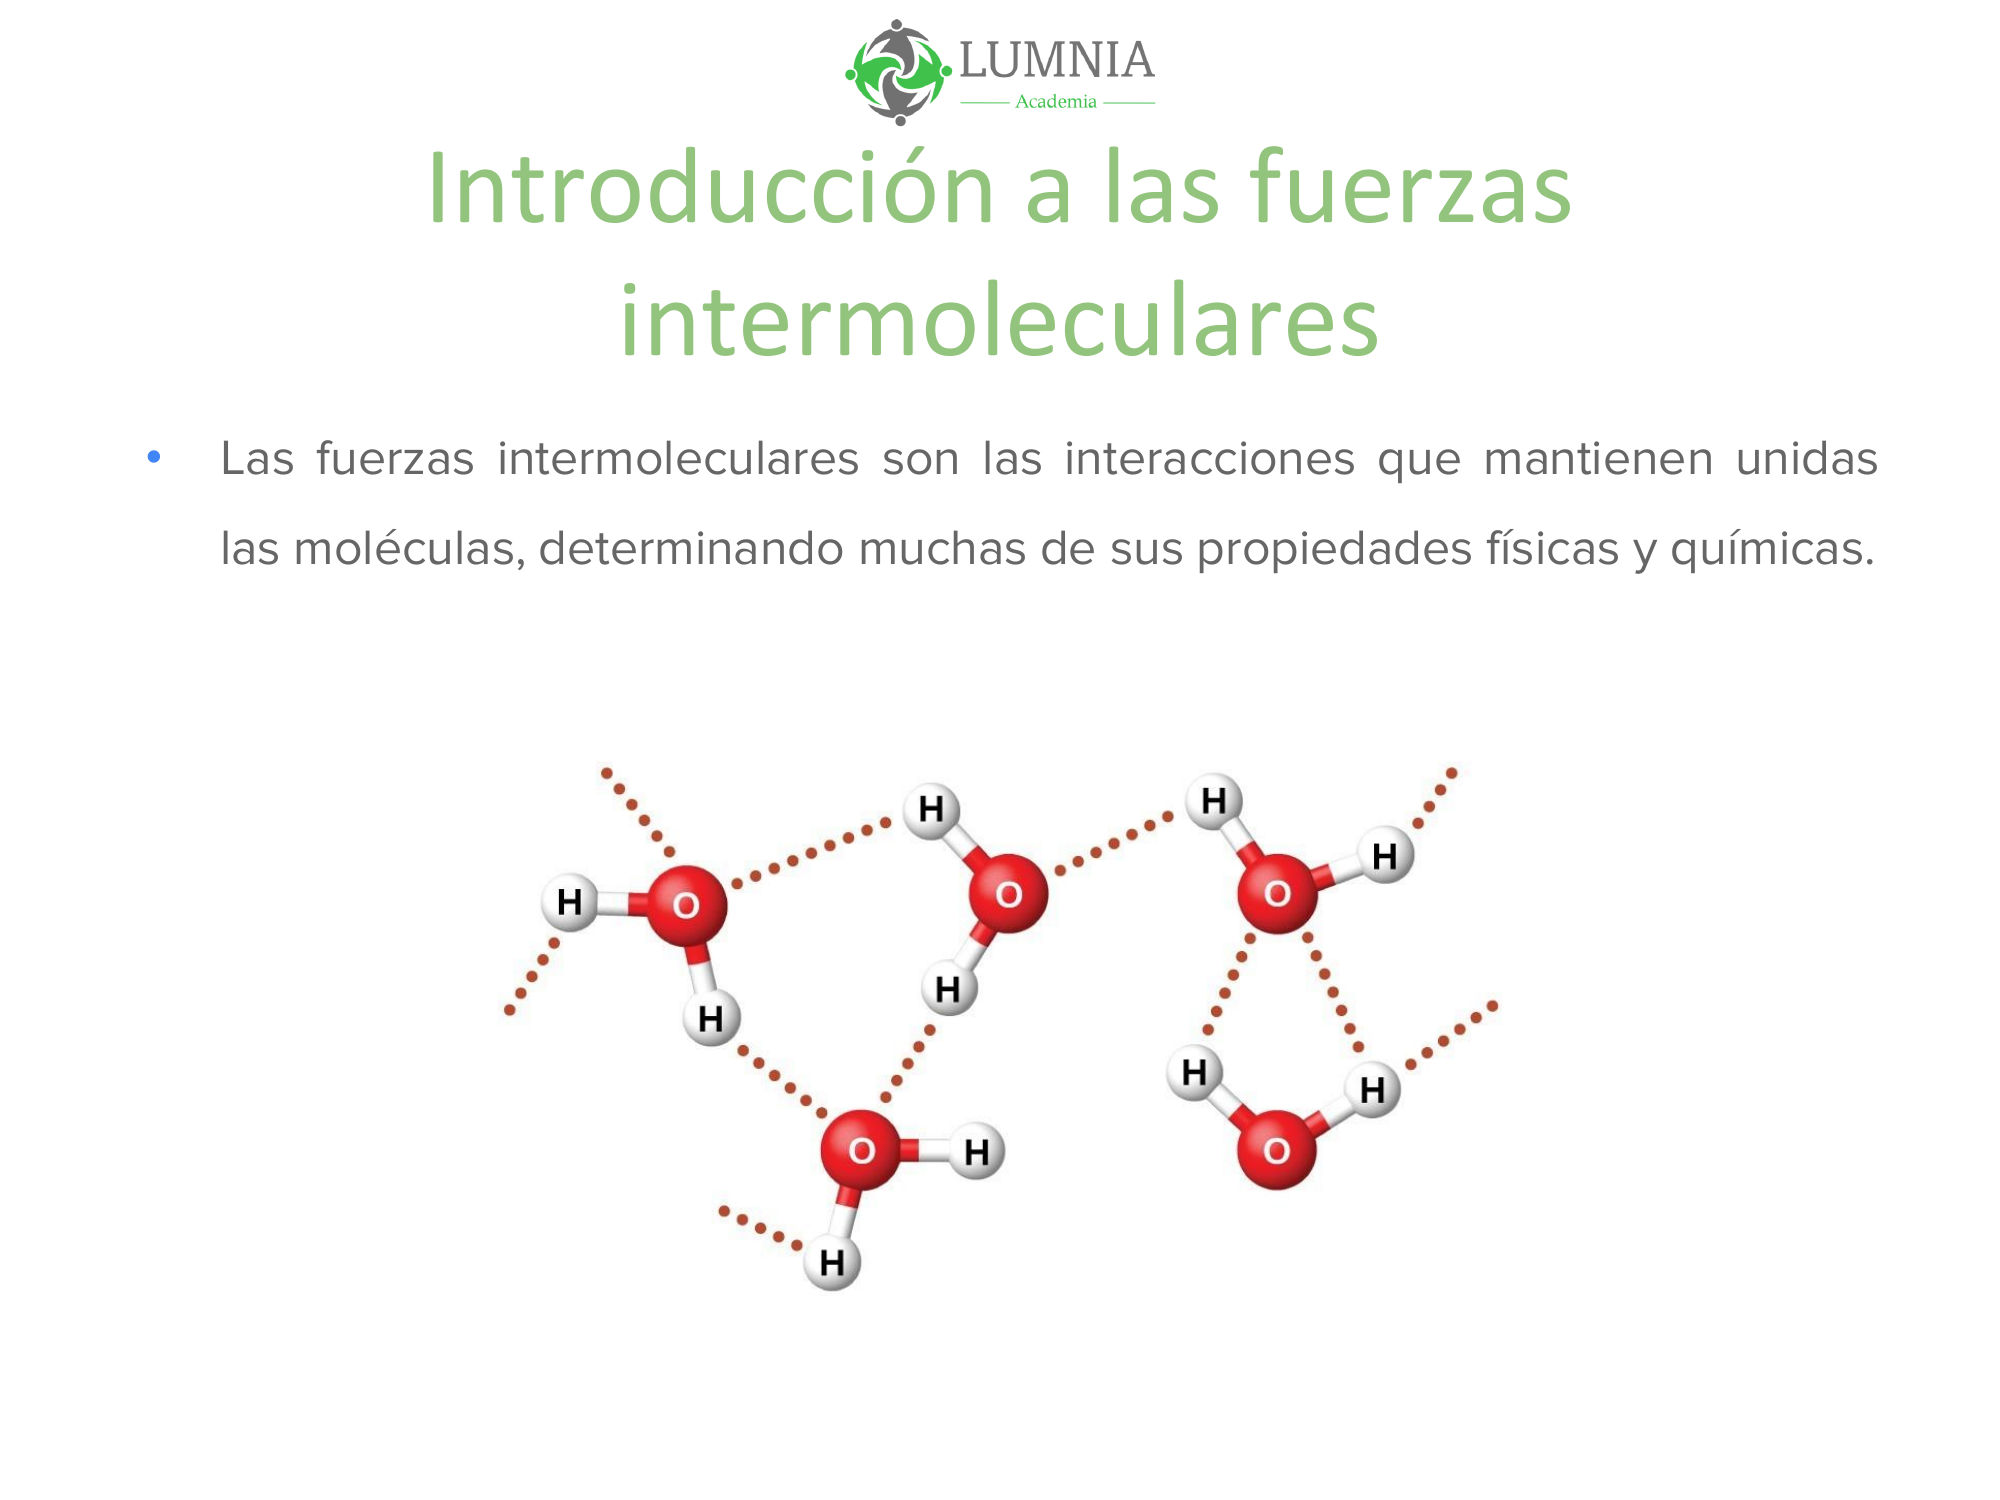 LUMNIA
Academia
Introducción a las fuerzas
intermoleculares
• Las fuerzas intermoleculares son las interacciones que mantienen unidas
las moléculas, determinando muchas de sus propiedades físicas y químicas.
H
H
H
H
O
O
O
H
H
H
H
H
O
H
O
H